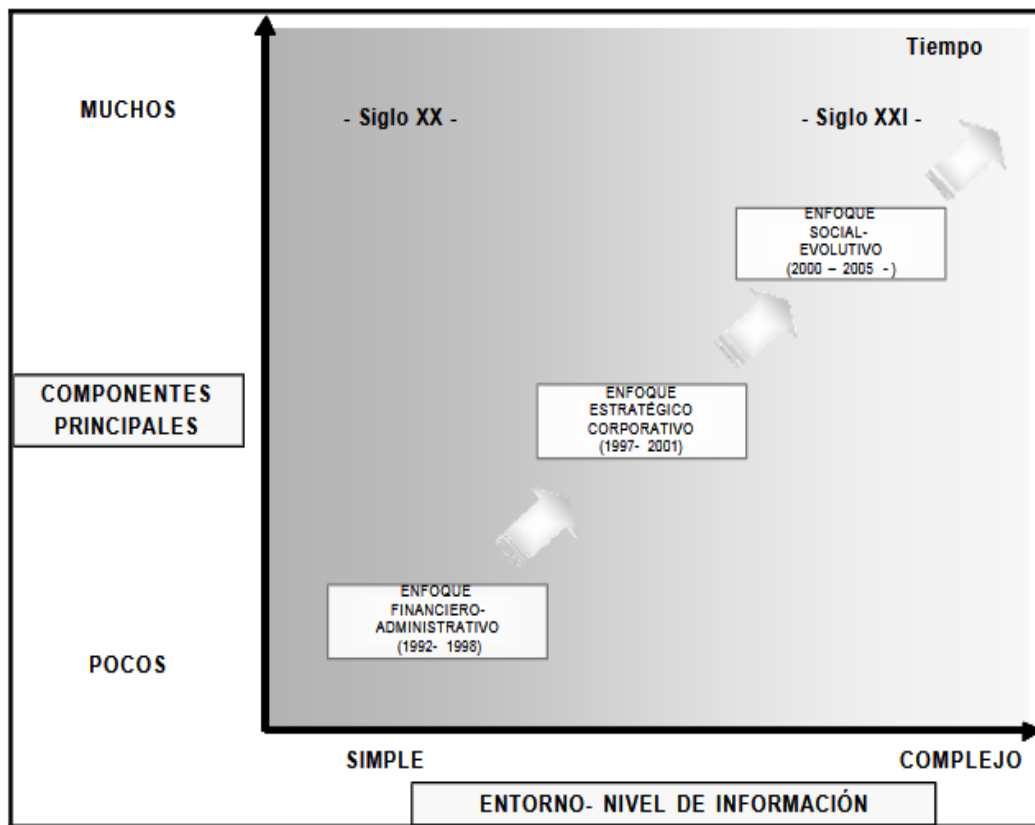 Tiempo
MUCHOS
- Siglo XX -
- Siglo XXI -
ENFOQUE
SOCIAL-
EVOLUTIVO
(2000 – 2005 - )
COMPONENTES
PRINCIPALES
ENFOQUE
ESTRATÉGICO
CORPORATIVO
(1997- 2001)
ENFOQUE
FINANCIERO-
ADMINISTRATIVO
(1992- 1998)
POCOS
SIMPLE
COMPLEJO
ENTORNO- NIVEL DE INFORMACIÓN